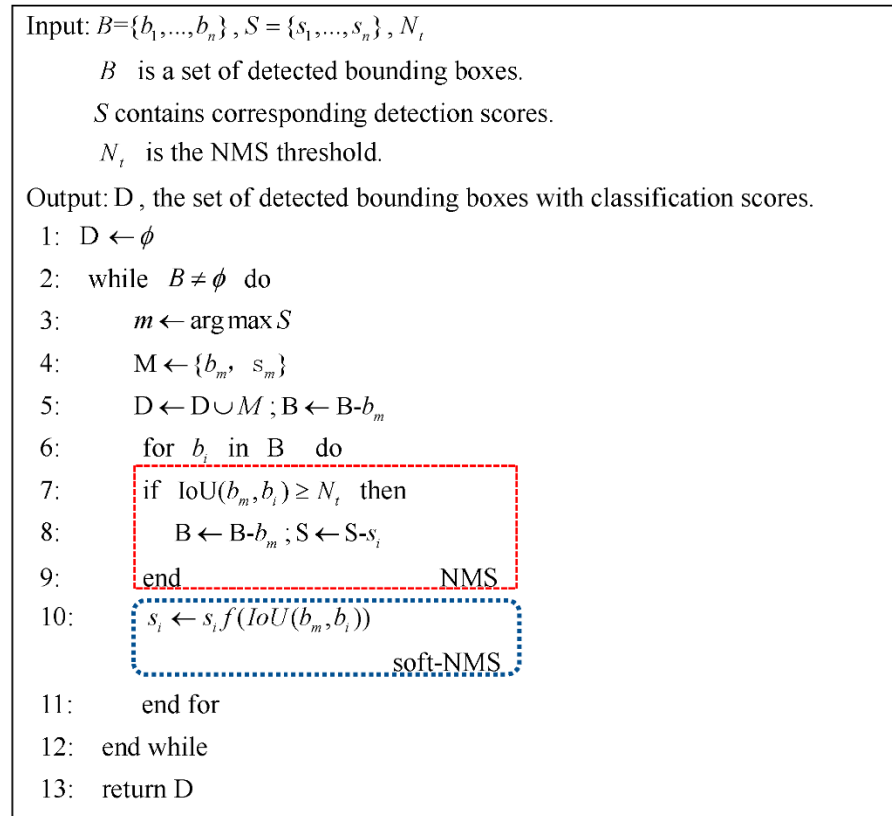 Input: B={b₁,...,bₙ} , S = {s₁,...,sₙ} , Nₜ
B is a set of detected bounding boxes.
S contains corresponding detection scores.
Nₜ is the NMS threshold.
Output: D , the set of detected bounding boxes with classification scores.
1: D ← ϕ
2: while B ≠ ϕ do
3: m ← arg max S
4: M ← {bₘ, sₘ}
5: D ← D ∪ M ; B ← B-bₘ
6: for bᵢ in B do
7: if IoU(bₘ,bᵢ) ≥ Nₜ then
8: B ← B-bₘ ; S ← S-sᵢ
9: end NMS
10: sᵢ ← sᵢ f(IoU(bₘ,bᵢ))
soft-NMS
11: end for
12: end while
13: return D